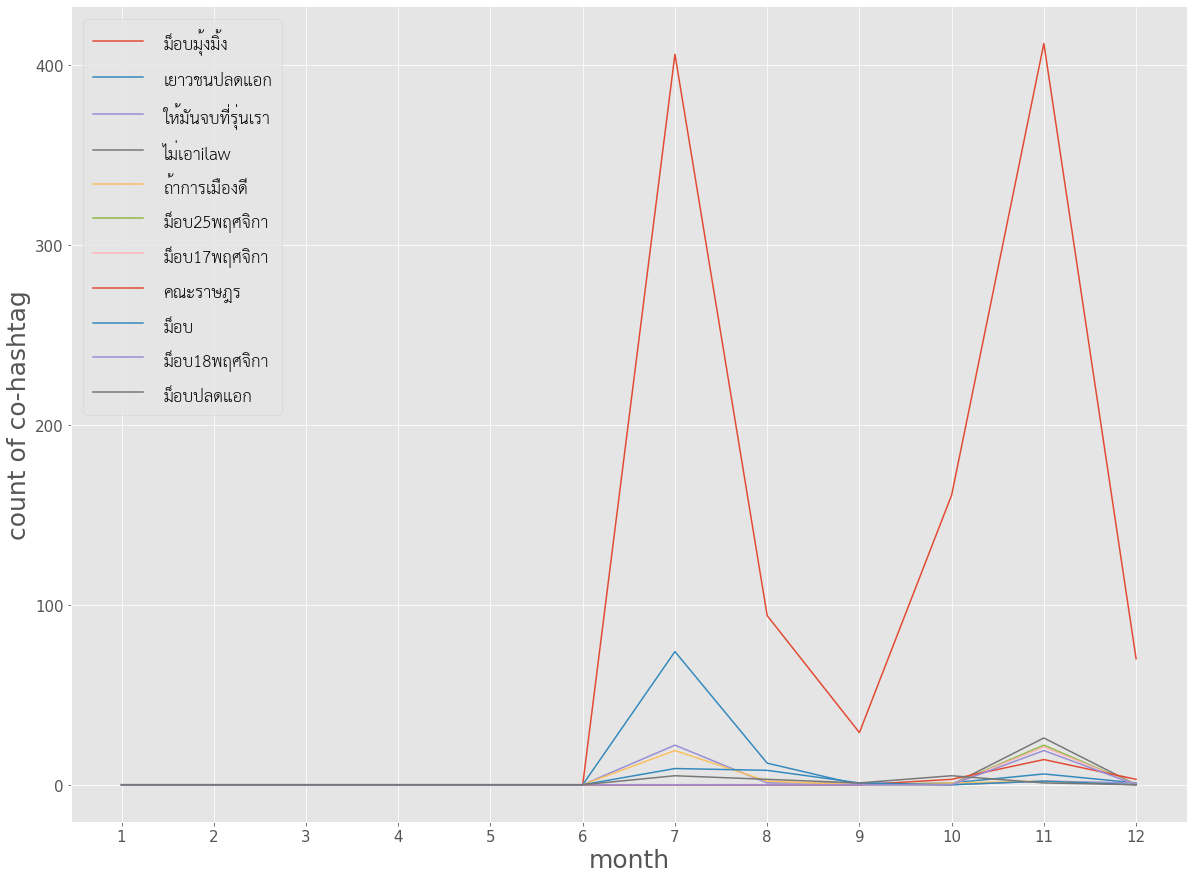 ม็อบมุ้งมิ้ง
เยาวชนปลดแอก
ให้มันจบที่รุ่นเรา
ไม่เอาilaw
ถ้าการเมืองดี
ม็อบ25พฤศจิกา
ม็อบ17พฤศจิกา
คณะราษฎร
ม็อบ
ม็อบ18พฤศจิกา
ม็อบปลดแอก
400
300
200
100
0
count of co-hashtag
1 2 3 4 5 6 7 8 9 10 11 12
month